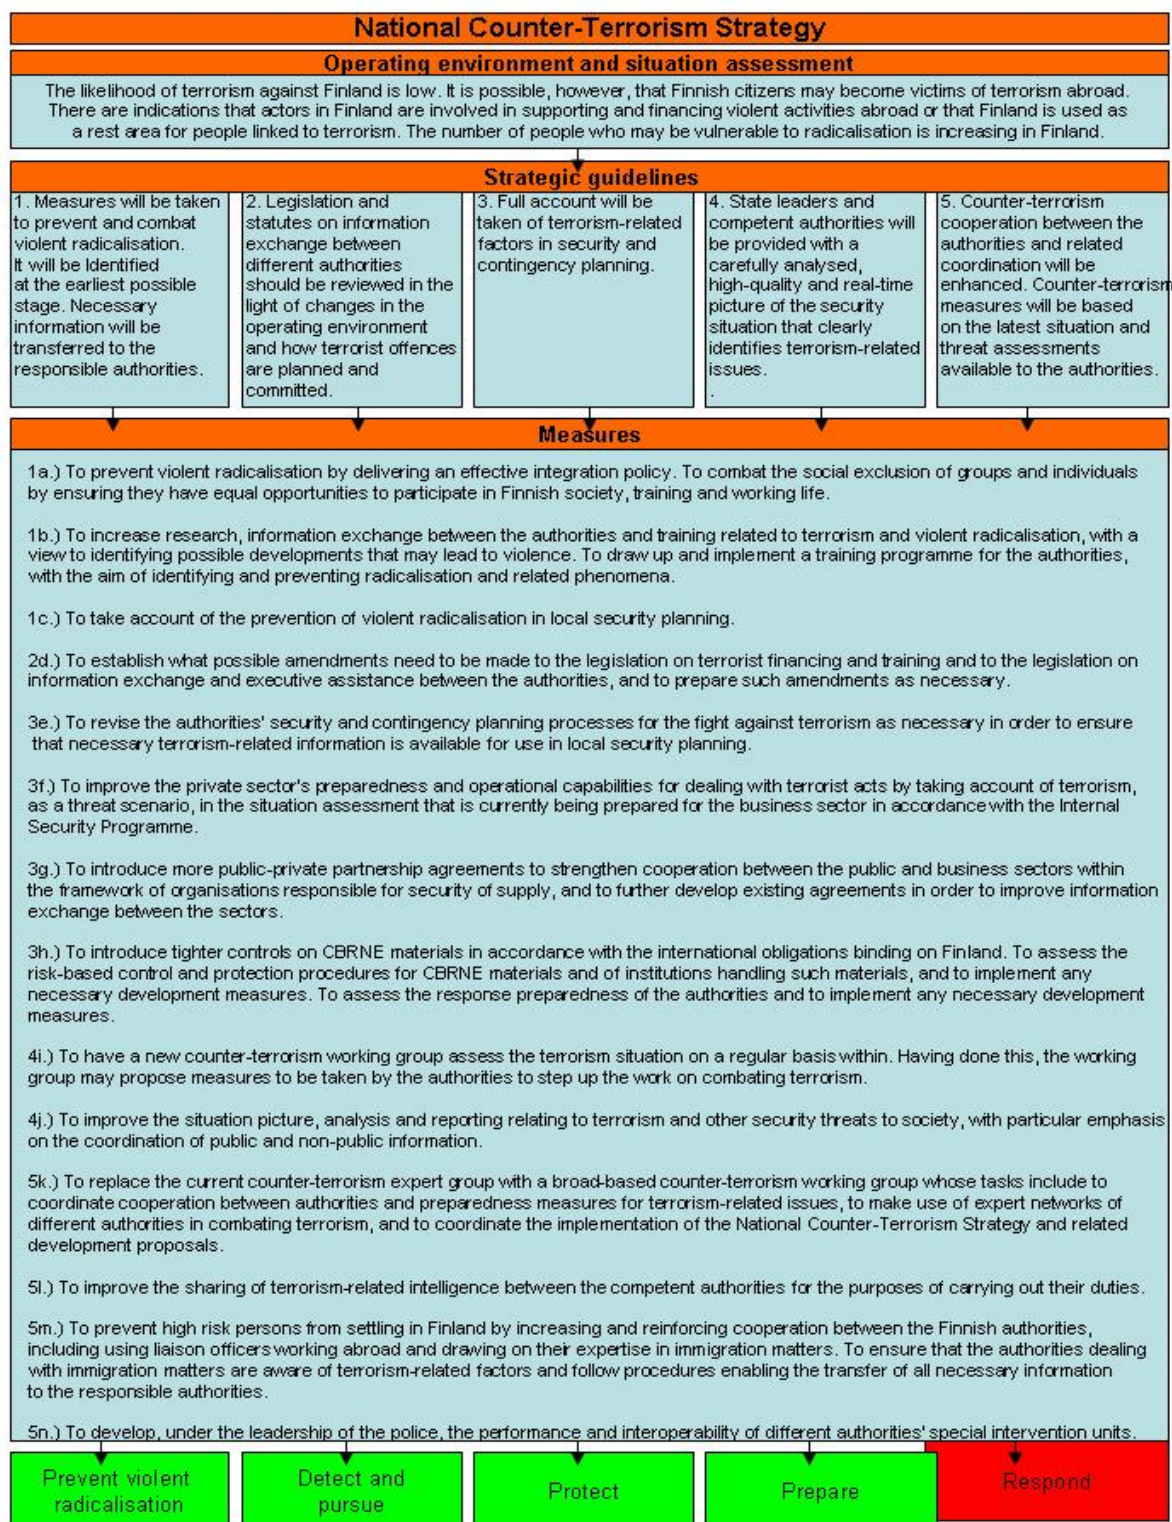 National Counter-Terrorism Strategy
Operating environment and situation assessment
The likelihood of terrorism against Finland is low. It is possible, however, that Finnish citizens may become victims of terrorism abroad.
There are indications that actors in Finland are involved in supporting and financing violent activities abroad or that Finland is used as
a rest area for people linked to terrorism. The number of people who may be vulnerable to radicalisation is increasing in Finland.
Strategic guidelines
1. Measures will be taken
to prevent and combat
violent radicalisation.
It will be Identified
at the earliest possible
stage. Necessary
information will be
transferred to the
responsible authorities.
2. Legislation and
statutes on information
exchange between
different authorities
should be reviewed in the
light of changes in the
operating environment
and how terrorist offences
are planned and
committed.
3. Full account will be
taken of terrorism-related
factors in security and
contingency planning.
4. State leaders and
competent authorities will
be provided with a
carefully analysed,
high-quality and real-time
picture of the security
situation that clearly
identifies terrorism-related
issues.
.
5. Counter-terrorism
cooperation between the
authorities and related
coordination will be
enhanced. Counter-terrorism
measures will be based
on the latest situation and
threat assessments
available to the authorities.
Measures
1a.) To prevent violent radicalisation by delivering an effective integration policy. To combat the social exclusion of groups and individuals
by ensuring they have equal opportunities to participate in Finnish society, training and working life.
1b.) To increase research, information exchange between the authorities and training related to terrorism and violent radicalisation, with a
view to identifying possible developments that may lead to violence. To draw up and implement a training programme for the authorities,
with the aim of identifying and preventing radicalisation and related phenomena.
1c.) To take account of the prevention of violent radicalisation in local security planning.
2d.) To establish what possible amendments need to be made to the legislation on terrorist financing and training and to the legislation on
information exchange and executive assistance between the authorities, and to prepare such amendments as necessary.
3e.) To revise the authorities' security and contingency planning processes for the fight against terrorism as necessary in order to ensure
that necessary terrorism-related information is available for use in local security planning.
3f.) To improve the private sector's preparedness and operational capabilities for dealing with terrorist acts by taking account of terrorism,
as a threat scenario, in the situation assessment that is currently being prepared for the business sector in accordance with the Internal
Security Programme.
3g.) To introduce more public-private partnership agreements to strengthen cooperation between the public and business sectors within
the framework of organisations responsible for security of supply, and to further develop existing agreements in order to improve information
exchange between the sectors.
3h.) To introduce tighter controls on CBRNE materials in accordance with the international obligations binding on Finland. To assess the
risk-based control and protection procedures for CBRNE materials and of institutions handling such materials, and to implement any
necessary development measures. To assess the response preparedness of the authorities and to implement any necessary development
measures.
4i.) To have a new counter-terrorism working group assess the terrorism situation on a regular basis within. Having done this, the working
group may propose measures to be taken by the authorities to step up the work on combating terrorism.
4j.) To improve the situation picture, analysis and reporting relating to terrorism and other security threats to society, with particular emphasis
on the coordination of public and non-public information.
5k.) To replace the current counter-terrorism expert group with a broad-based counter-terrorism working group whose tasks include to
coordinate cooperation between authorities and preparedness measures for terrorism-related issues, to make use of expert networks of
different authorities in combating terrorism, and to coordinate the implementation of the National Counter-Terrorism Strategy and related
development proposals.
5l.) To improve the sharing of terrorism-related intelligence between the competent authorities for the purposes of carrying out their duties.
5m.) To prevent high risk persons from settling in Finland by increasing and reinforcing cooperation between the Finnish authorities,
including using liaison officers working abroad and drawing on their expertise in immigration matters. To ensure that the authorities dealing
with immigration matters are aware of terrorism-related factors and follow procedures enabling the transfer of all necessary information
to the responsible authorities.
5n.) To develop, under the leadership of the police, the performance and interoperability of different authorities' special intervention units.
Prevent violent
radicalisation
Detect and
pursue
Protect
Prepare
Respond